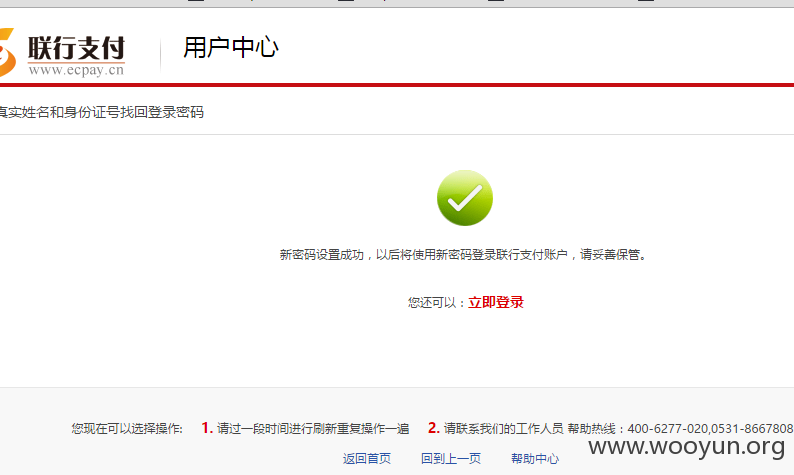 联行支付
www.ecpay.cn
用户中心
真实姓名和身份证号找回登录密码
新密码设置成功，以后将使用新密码登录联行支付账户，请妥善保管。
您还可以：立即登录
您现在可以选择操作: 1. 请过一段时间进行刷新重复操作一遍 2. 请联系我们的工作人员 帮助热线：400-6277-020,0531-8667808
www.wooyun.org
返回首页 回到上一页 帮助中心